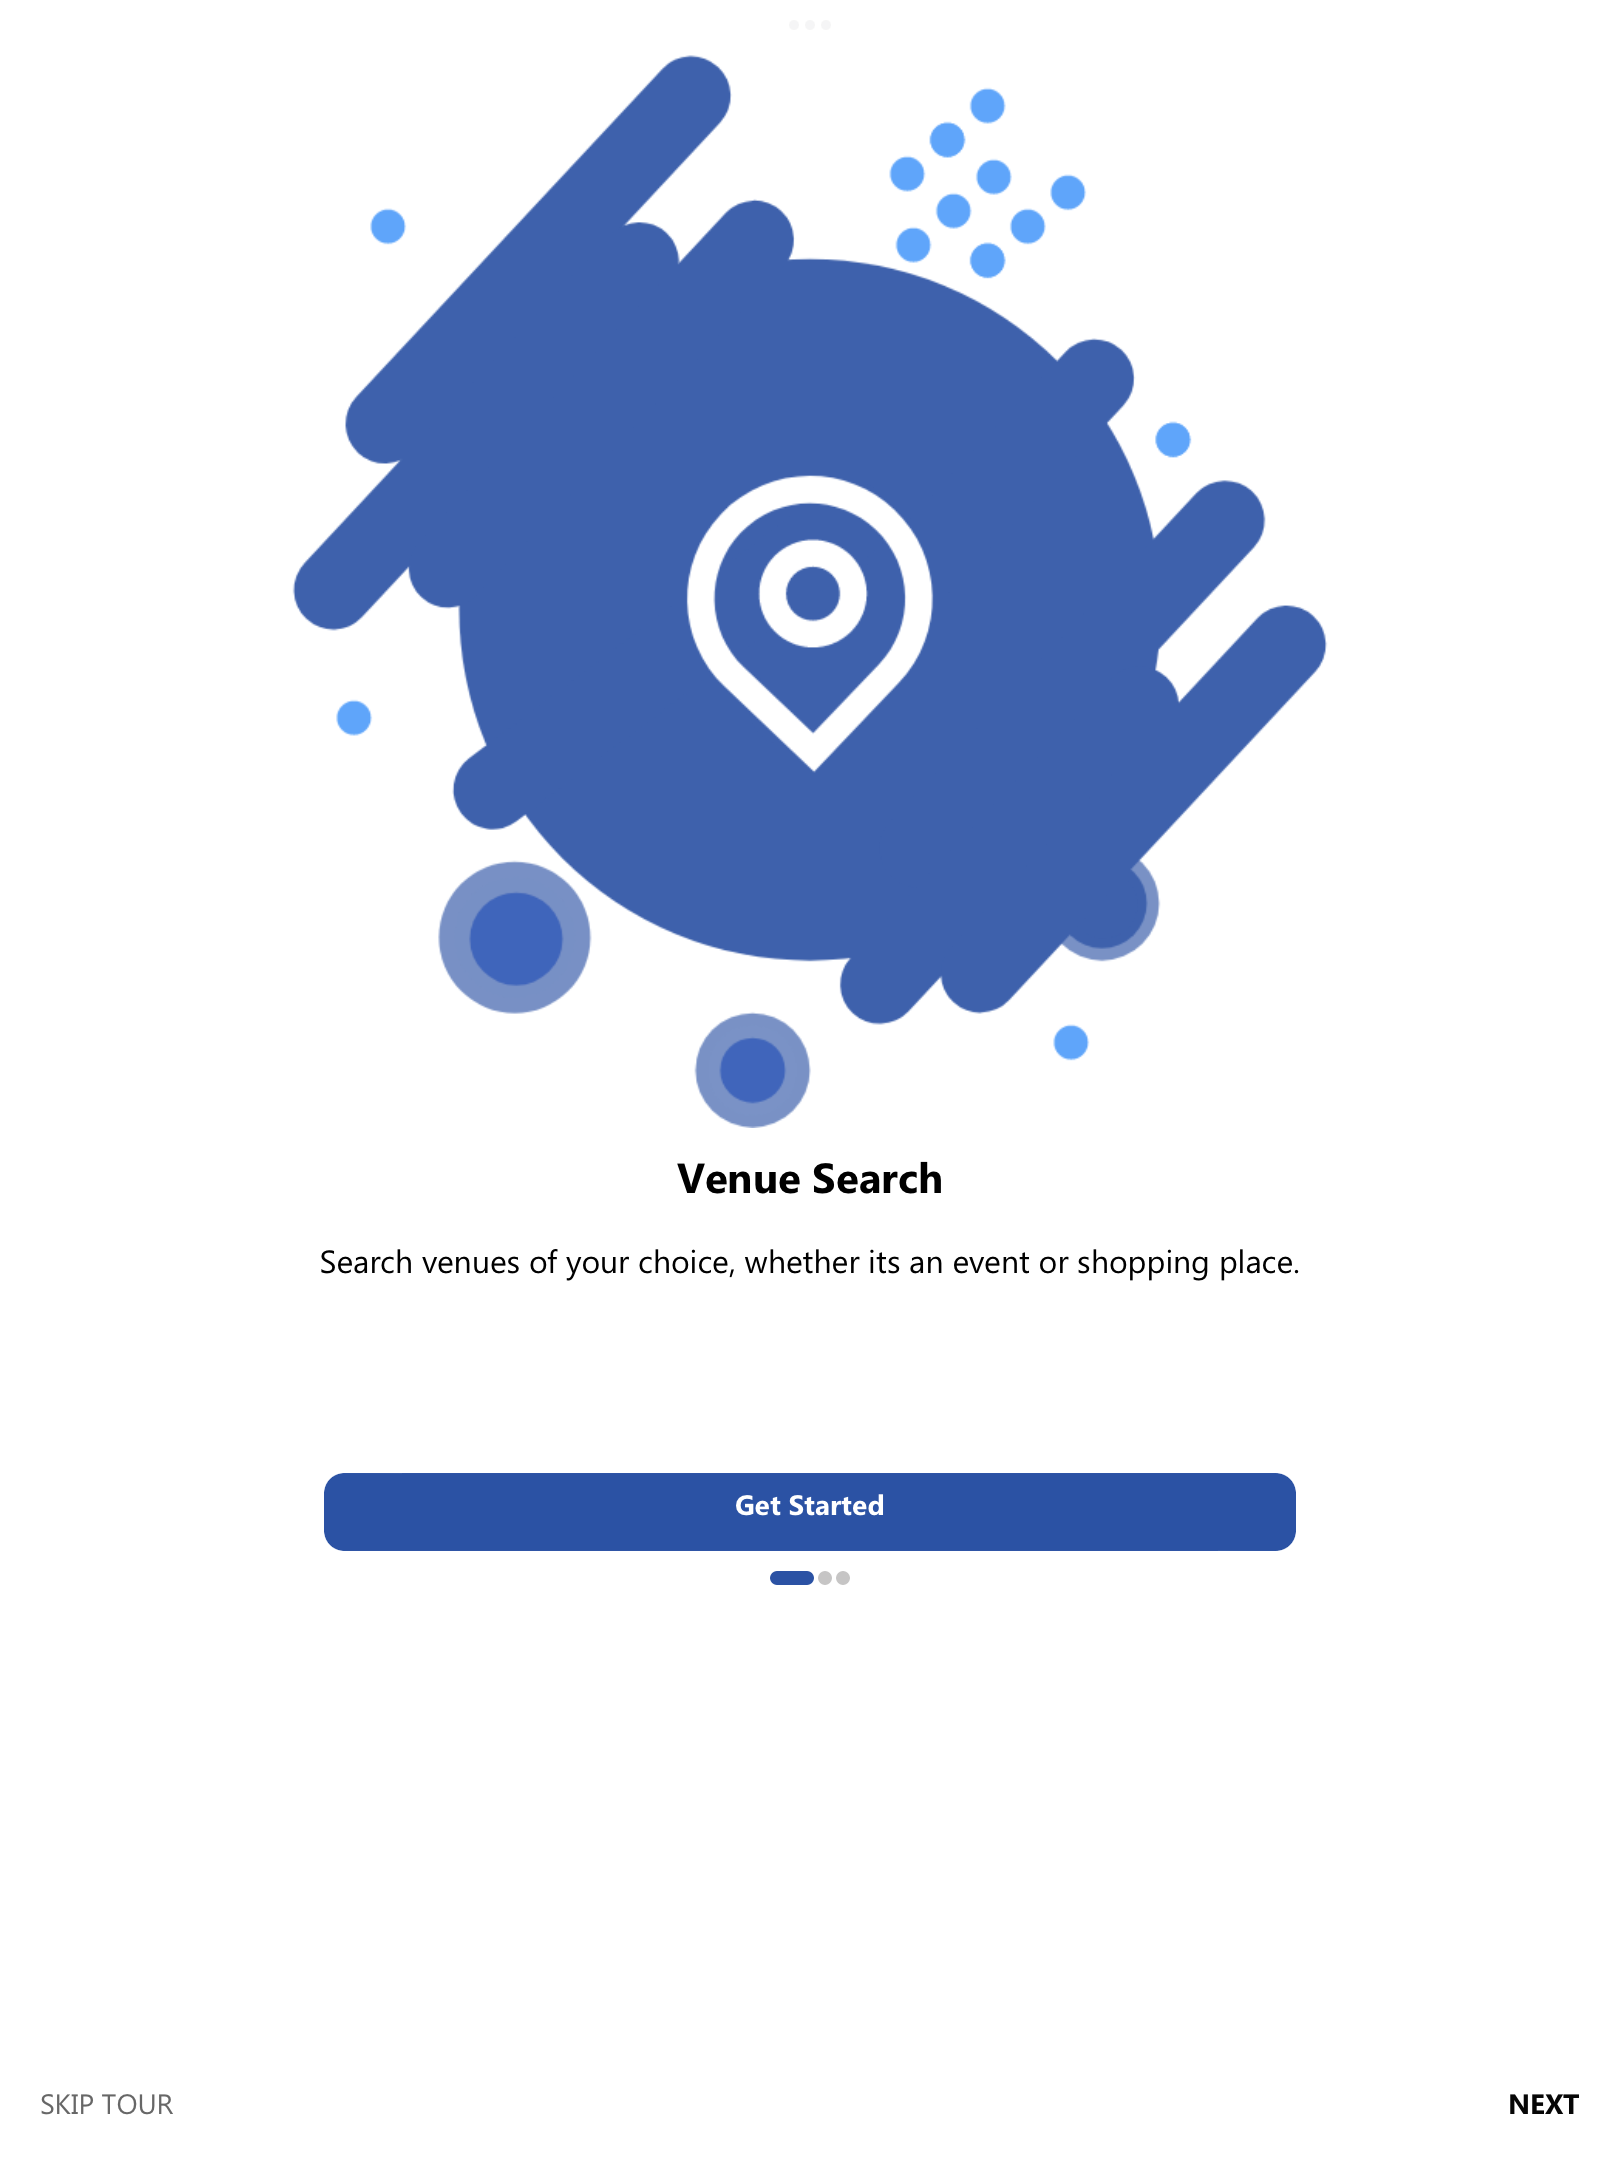 Venue Search
Search venues of your choice, whether its an event or shopping place.
Get Started
SKIP TOUR
NEXT